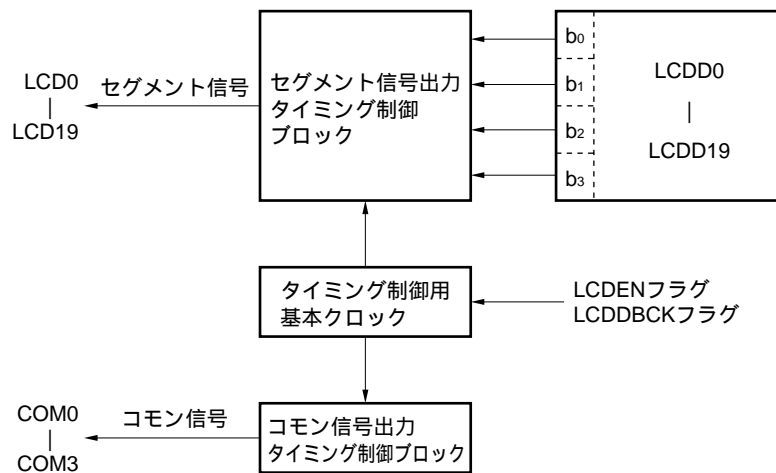 LCD0
|
LCD19
セグメント信号
セグメント信号出力
タイミング制御
ブロック
b0
b1
b2
b3
LCDD0
|
LCDD19
タイミング制御用
基本クロック
LCDENフラグ
LCDDBCKフラグ
COM0
|
COM3
コモン信号
コモン信号出力
タイミング制御ブロック